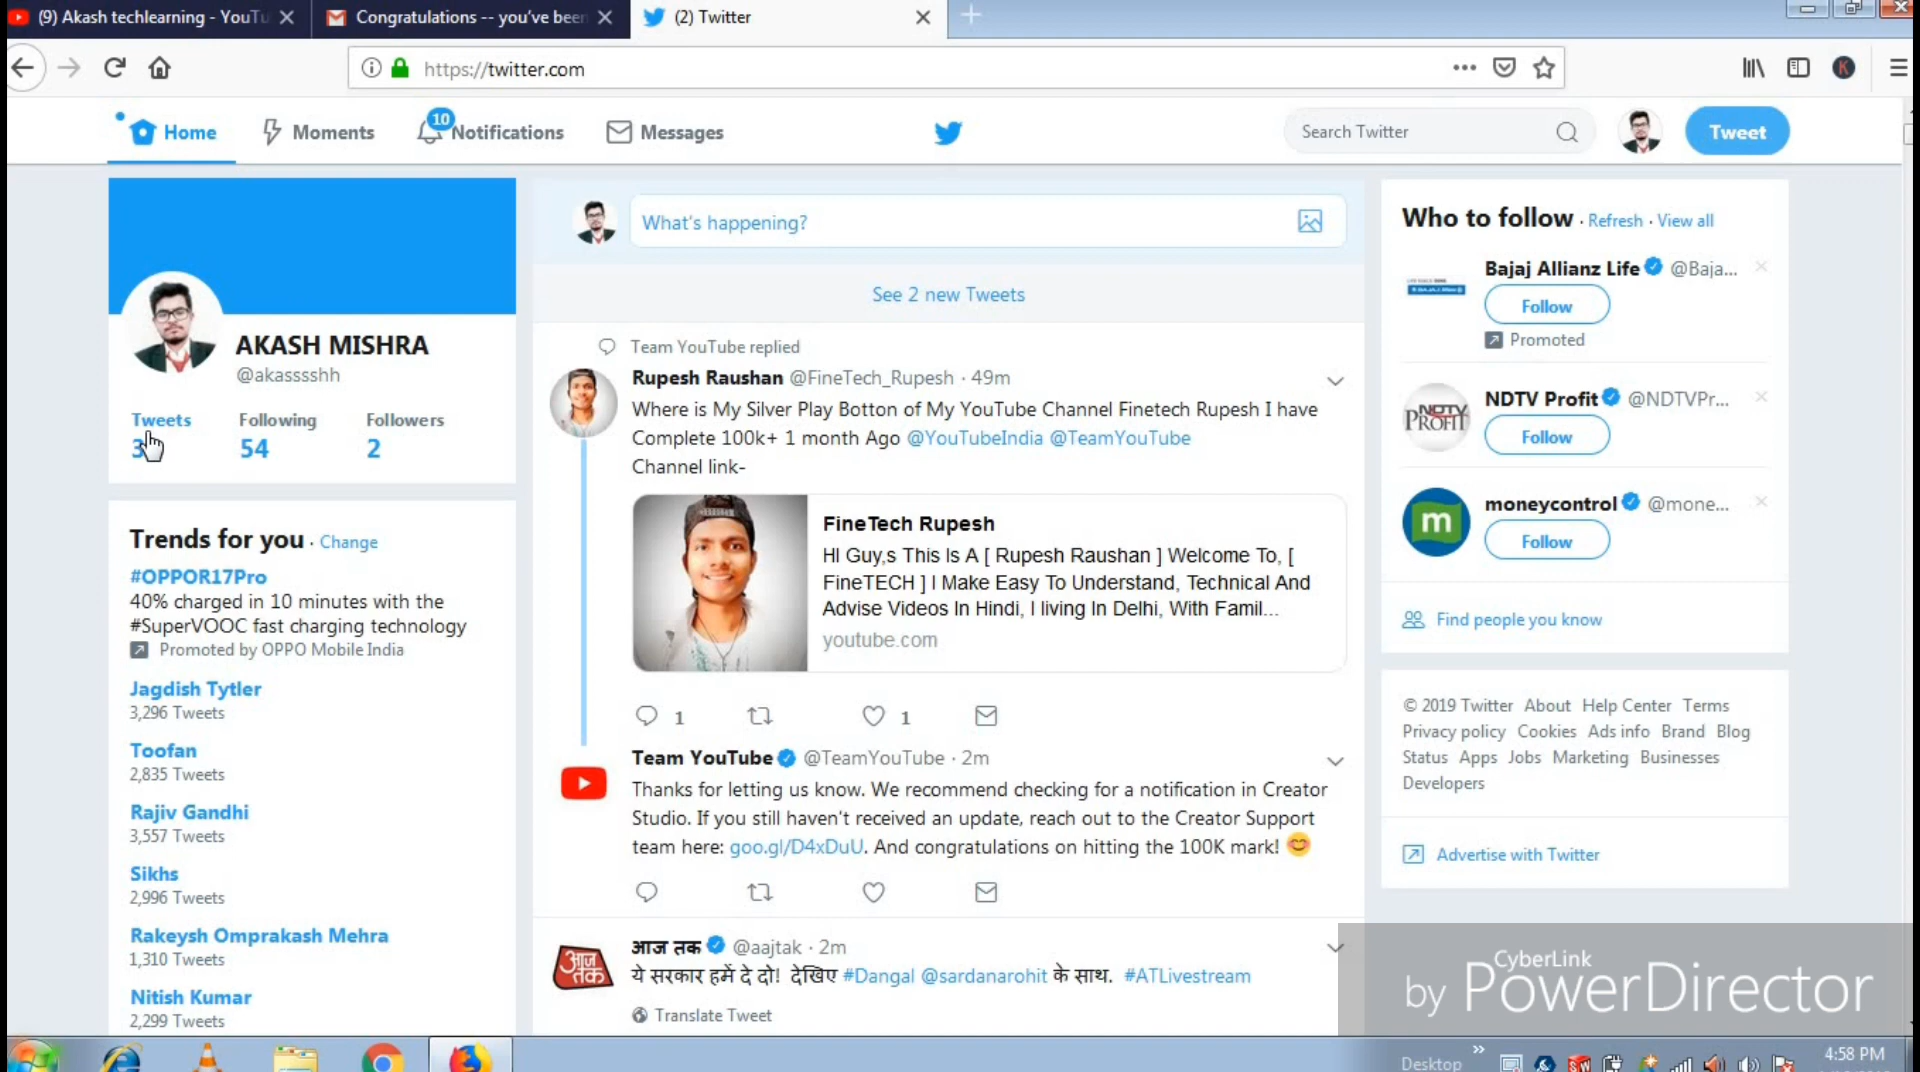 (9) Akash techlearning - YouTu
Congratulations -- you've been
(2) Twitter
https://twitter.com
Home
Moments
10
Notifications
Messages
Search Twitter
Tweet
AKASH MISHRA
@akasssshh
Tweets Following Followers
54 2
Trends for you · Change
#OPPOR17Pro
40% charged in 10 minutes with the
#SuperVOOC fast charging technology
Promoted by OPPO Mobile India
Jagdish Tytler
3,296 Tweets
Toofan
2,835 Tweets
Rajiv Gandhi
3,557 Tweets
Sikhs
2,996 Tweets
Rakeysh Omprakash Mehra
1,310 Tweets
Nitish Kumar
2,299 Tweets
What's happening?
See 2 new Tweets
Team YouTube replied
Rupesh Raushan @FineTech_Rupesh · 49m
Where is My Silver Play Botton of My YouTube Channel Finetech Rupesh I have
Complete 100k+ 1 month Ago @YouTubeIndia @TeamYouTube
Channel link-
FineTech Rupesh
HI Guy,s This Is A [ Rupesh Raushan ] Welcome To, [
FineTECH ] I Make Easy To Understand, Technical And
Advise Videos In Hindi, I living In Delhi, With Famil...
youtube.com
1 1
Team YouTube @TeamYouTube · 2m
Thanks for letting us know. We recommend checking for a notification in Creator
Studio. If you still haven't received an update, reach out to the Creator Support
team here: goo.gl/D4xDuU. And congratulations on hitting the 100K mark!
आज तक @aajtak · 2m
ये सरकार हमें दे दो! देखिए #Dangal @sardanarohit के साथ. #ATLivestream
Translate Tweet
Who to follow · Refresh · View all
Bajaj Allianz Life @Baja...
Follow
Promoted
NDTV PROFIT
NDTV Profit @NDTVPr...
Follow
m
moneycontrol @mone...
Follow
Find people you know
© 2019 Twitter About Help Center Terms
Privacy policy Cookies Ads info Brand Blog
Status Apps Jobs Marketing Businesses
Developers
Advertise with Twitter
by CyberLink PowerDirector
Desktop
4:58 PM